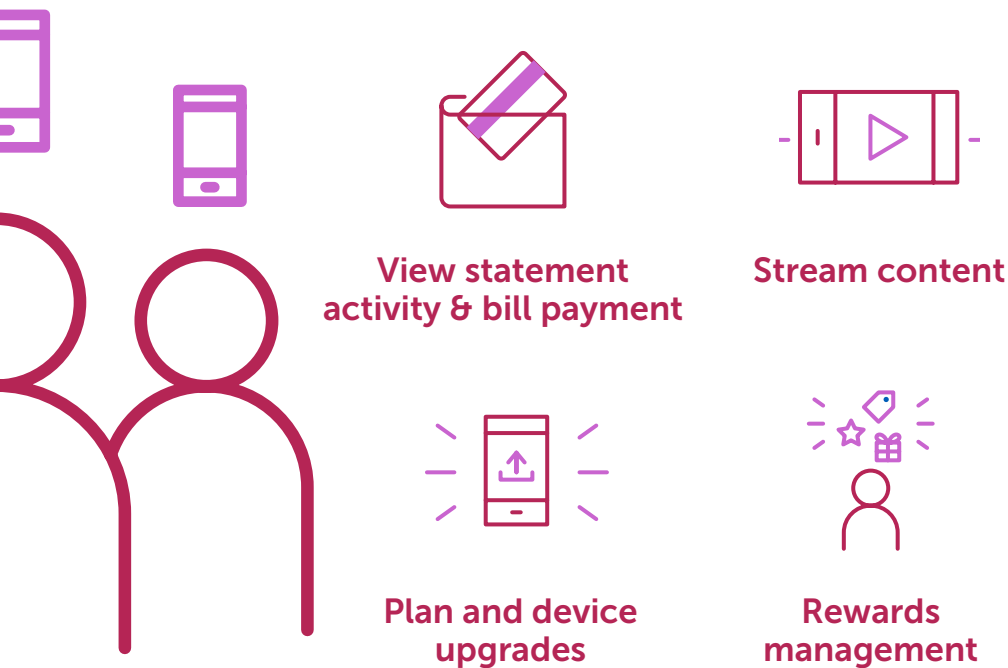 View statement
activity & bill payment
Stream content
Plan and device
upgrades
Rewards
management